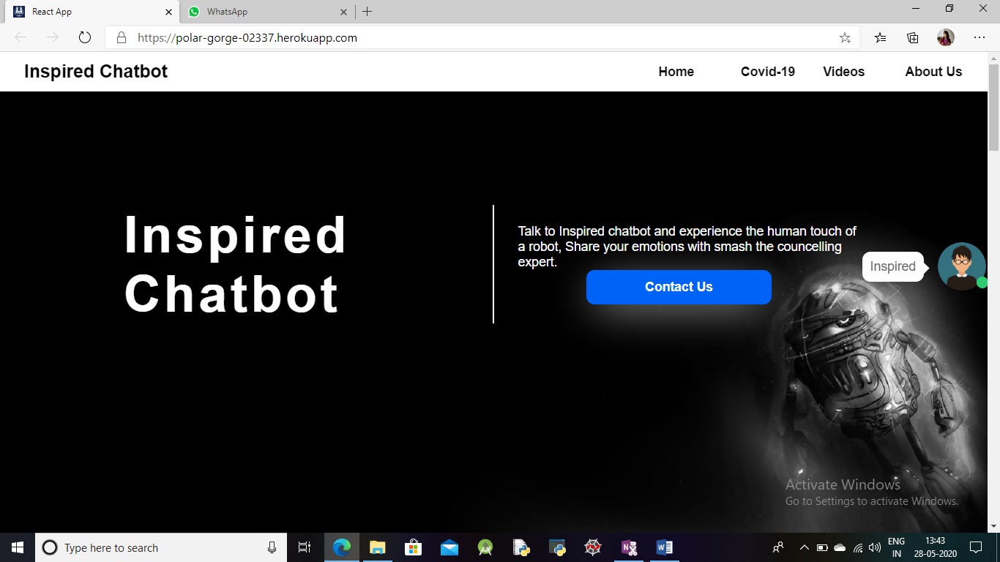 React App
WhatsApp
https://polar-gorge-02337.herokuapp.com
Inspired Chatbot
Home
Covid-19
Videos
About Us
Inspired
Chatbot
Talk to Inspired chatbot and experience the human touch of
a robot, Share your emotions with smash the councelling
expert.
Contact Us
Inspired
Activate Windows
Go to Settings to activate Windows.
Type here to search
ENG
IN
13:43
28-05-2020